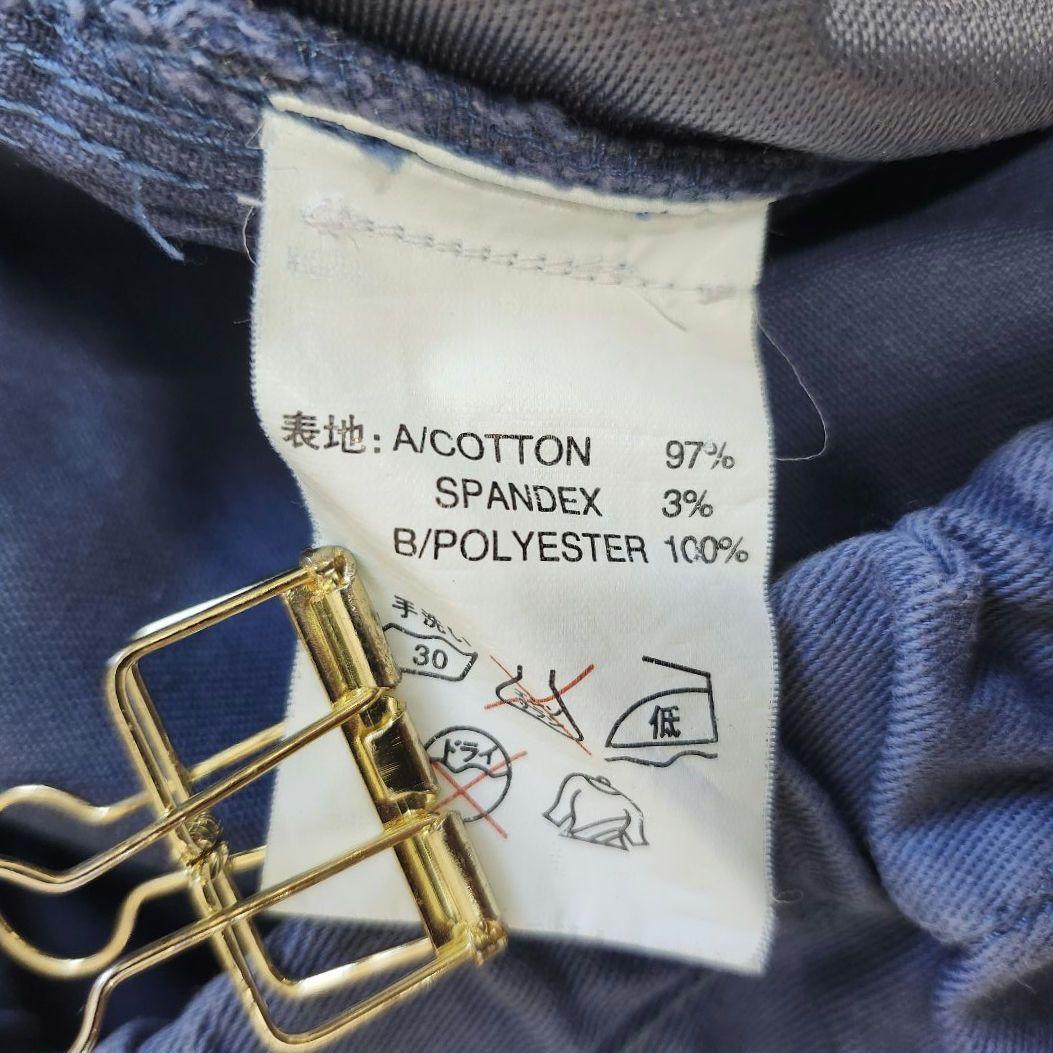 表地: A/COTTON 97%
SPANDEX 3%
B/POLYESTER 100%
手洗い
30
低
ドライ